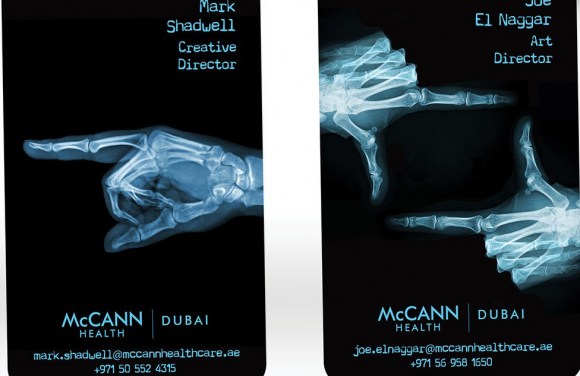 Mark
Shadwell
Creative
Director
McCANN
HEALTH
DUBAI
mark.shadwell@mccannhealthcare.ae
+971 50 552 4315
Joe
El Naggar
Art
Director
McCANN
HEALTH
DUBAI
joe.elnaggar@mccannhealthcare.ae
+971 56 958 1650